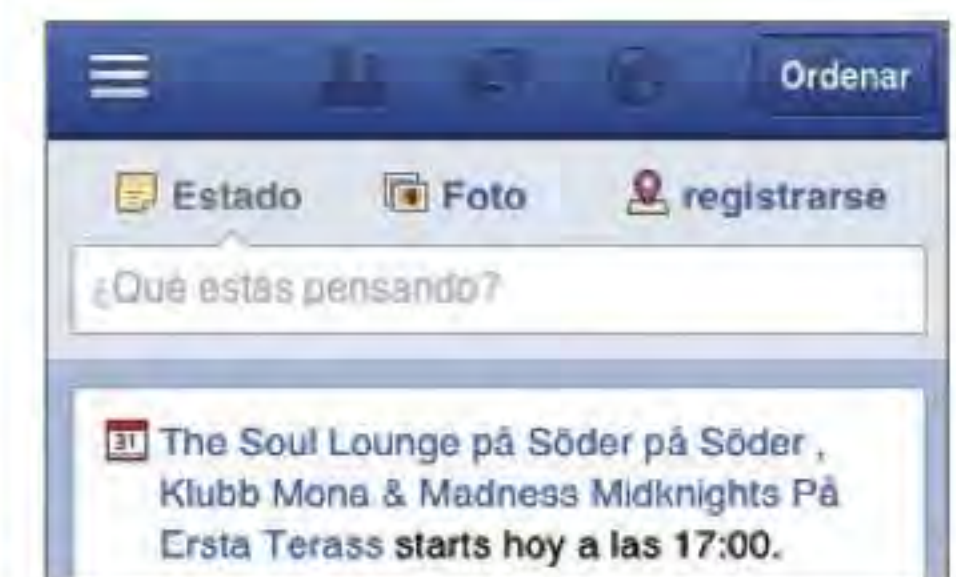 Ordenar
Estado Foto registrarse
¿Qué estás pensando?
31 The Soul Lounge på Söder på Söder ,
Klubb Mona & Madness Midknights På
Ersta Terass starts hoy a las 17:00.